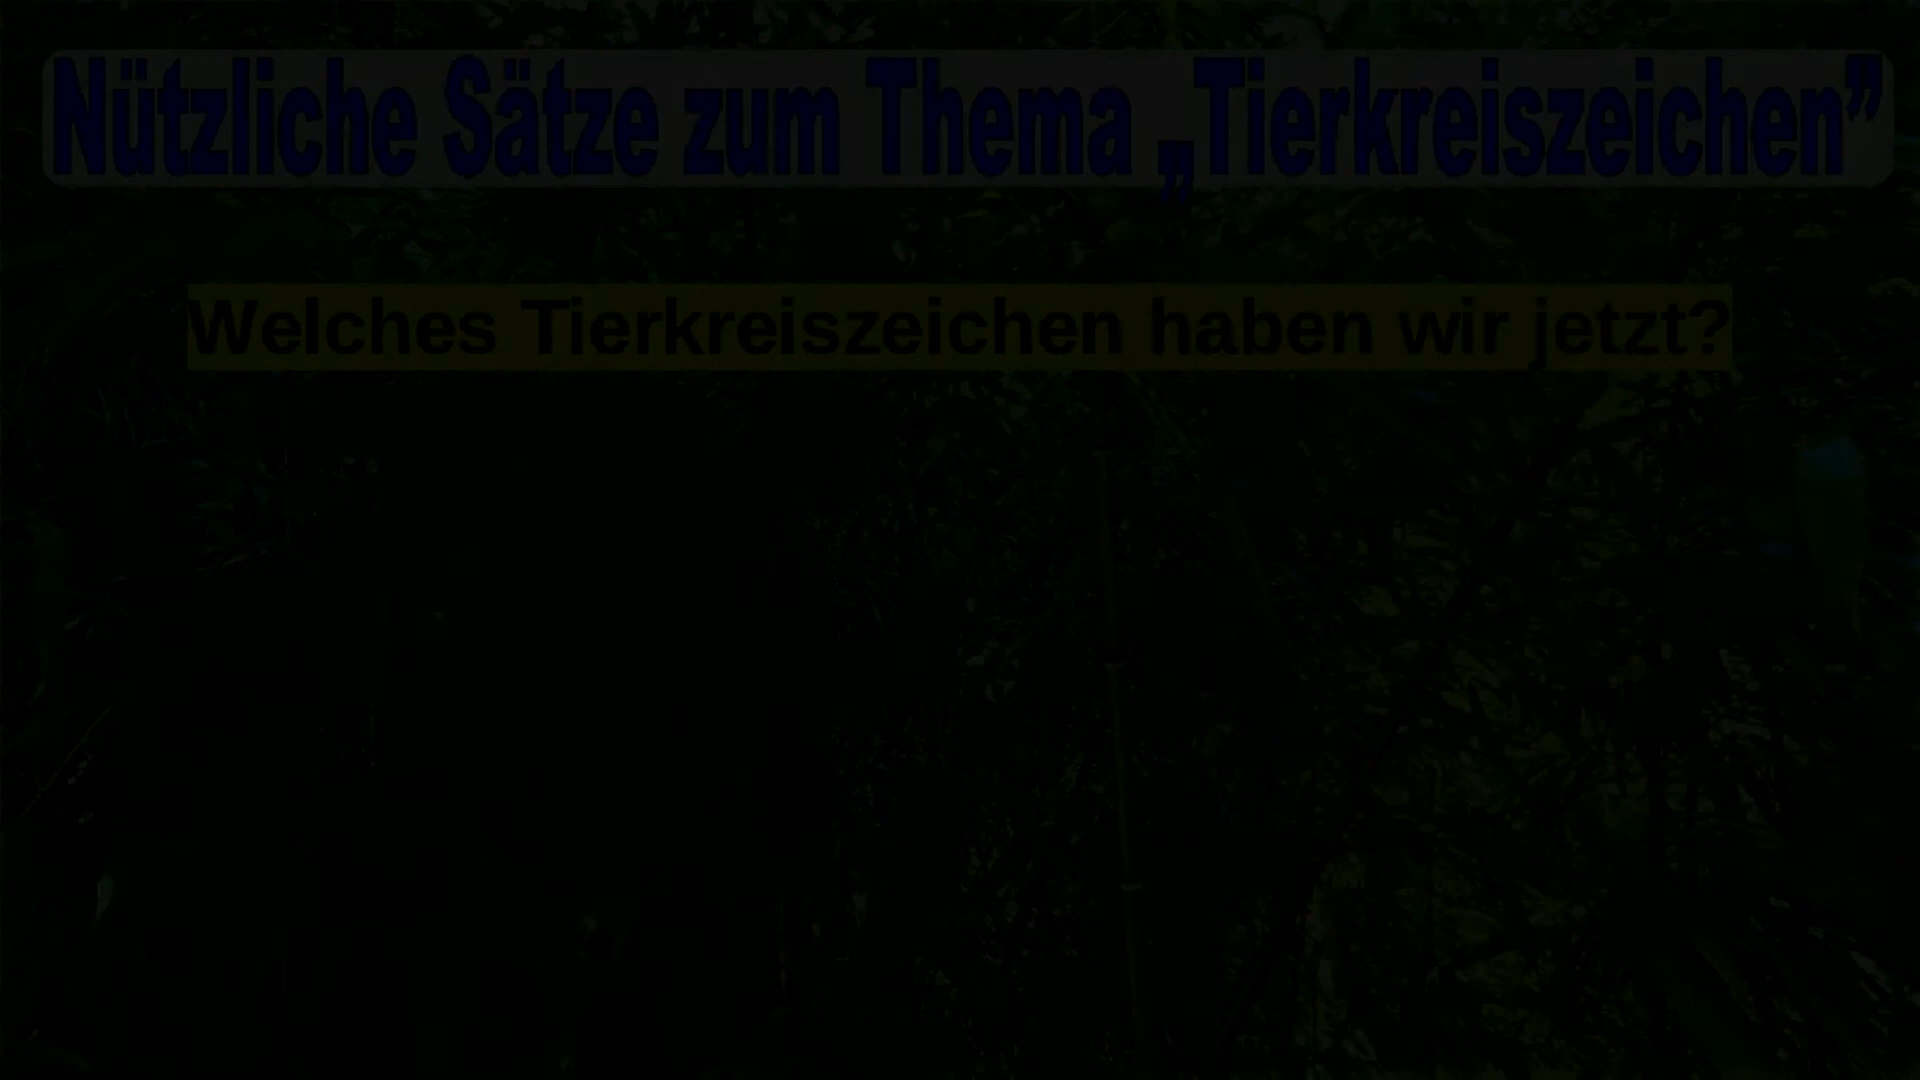 Nützliche Sätze zum Thema „Tierkreiszeichen”
Welches Tierkreiszeichen haben wir jetzt?